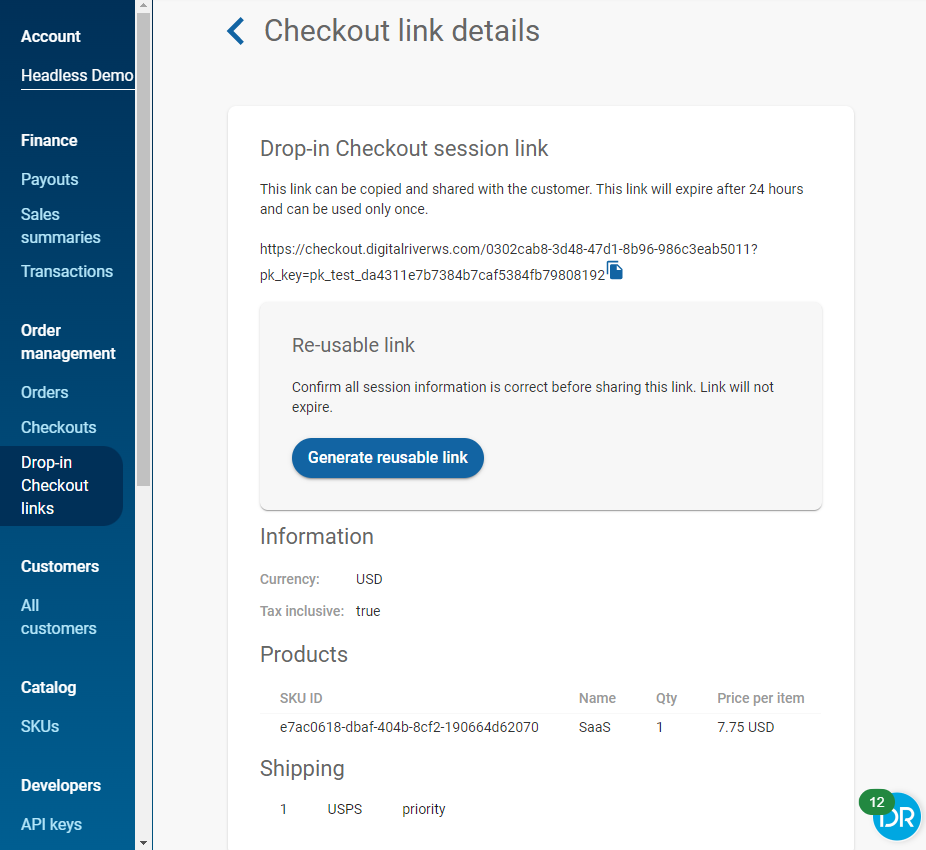 Account
Headless Demo
Finance
Payouts
Sales
summaries
Transactions
Order
management
Orders
Checkouts
Drop-in
Checkout
links
Customers
All
customers
Catalog
SKUs
Developers
API keys
Checkout link details
Drop-in Checkout session link
This link can be copied and shared with the customer. This link will expire after 24 hours
and can be used only once.
https://checkout.digitalriverws.com/0302cab8-3d48-47d1-8b96-986c3eab5011?
pk_key=pk_test_da4311e7b7384b7caf5384fb79808192
Re-usable link
Confirm all session information is correct before sharing this link. Link will not
expire.
Generate reusable link
Information
Currency: USD
Tax inclusive: true
Products
SKU ID Name Qty Price per item
e7ac0618-dbaf-404b-8cf2-190664d62070 SaaS 1 7.75 USD
Shipping
1 USPS priority
12
DR